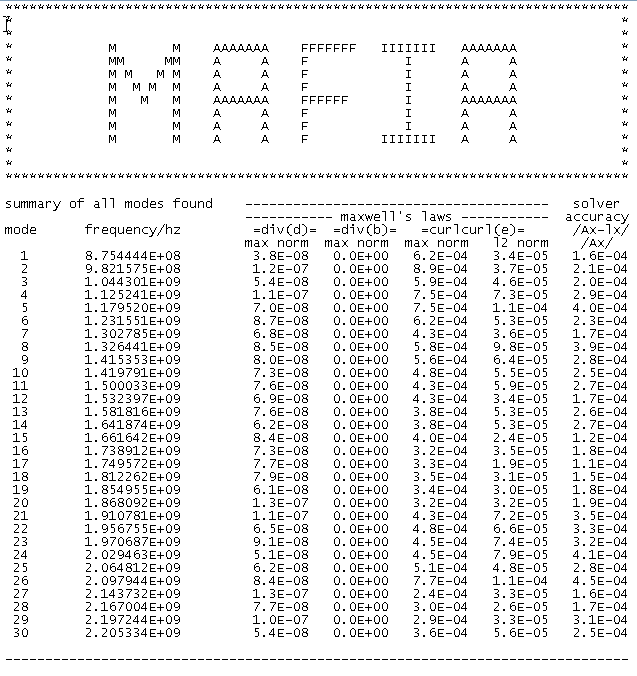 *******************************************************************************
*                                                                             *
*                                                                             *
*            M       M    AAAAAAA    FFFFFFF   IIIIIII   AAAAAAA              *
*            MM     MM    A     A    F            I      A     A              *
*            M M   M M    A     A    F            I      A     A              *
*            M  M M  M    A     A    F            I      A     A              *
*            M   M   M    AAAAAAA    FFFFFF       I      AAAAAAA              *
*            M       M    A     A    F            I      A     A              *
*            M       M    A     A    F            I      A     A              *
*            M       M    A     A    F         IIIIIII   A     A              *
*                                                                             *
*                                                                             *
*******************************************************************************
summary of all modes found    --------------------------------------   solver
----------- maxwell's laws -----------  accuracy
mode      frequency/hz         =div(d)=  =div(b)=  =curlcurl(e)=      /Ax-lx/
max norm  max norm  max norm  l2 norm    /Ax/
1       8.754444E+08         3.8E-08   0.0E+00   6.2E-04   3.4E-05   1.6E-04
2       9.821575E+08         1.2E-07   0.0E+00   8.9E-04   3.7E-05   2.1E-04
3       1.044301E+09         5.4E-08   0.0E+00   5.9E-04   4.6E-05   2.0E-04
4       1.125241E+09         1.1E-07   0.0E+00   7.5E-04   7.3E-05   2.9E-04
5       1.179520E+09         7.0E-08   0.0E+00   7.5E-04   1.1E-04   4.0E-04
6       1.231551E+09         8.7E-08   0.0E+00   6.2E-04   5.3E-05   2.3E-04
7       1.302785E+09         6.8E-08   0.0E+00   4.3E-04   3.6E-05   1.7E-04
8       1.326441E+09         8.5E-08   0.0E+00   5.8E-04   9.8E-05   3.9E-04
9       1.415353E+09         8.0E-08   0.0E+00   5.6E-04   6.4E-05   2.8E-04
10       1.419791E+09         7.3E-08   0.0E+00   4.8E-04   5.5E-05   2.5E-04
11       1.500033E+09         7.6E-08   0.0E+00   4.3E-04   5.9E-05   2.7E-04
12       1.532397E+09         6.9E-08   0.0E+00   4.3E-04   3.4E-05   1.7E-04
13       1.581816E+09         7.6E-08   0.0E+00   3.8E-04   5.3E-05   2.6E-04
14       1.641874E+09         6.2E-08   0.0E+00   3.8E-04   5.3E-05   2.7E-04
15       1.661642E+09         8.4E-08   0.0E+00   4.0E-04   2.4E-05   1.2E-04
16       1.738912E+09         7.3E-08   0.0E+00   3.2E-04   3.5E-05   1.8E-04
17       1.749572E+09         7.7E-08   0.0E+00   3.3E-04   1.9E-05   1.1E-04
18       1.812262E+09         7.9E-08   0.0E+00   3.5E-04   3.1E-05   1.5E-04
19       1.854955E+09         6.1E-08   0.0E+00   3.4E-04   3.0E-05   1.8E-04
20       1.868092E+09         1.3E-07   0.0E+00   3.2E-04   3.2E-05   1.9E-04
21       1.910781E+09         1.1E-07   0.0E+00   4.3E-04   7.2E-05   3.5E-04
22       1.956755E+09         6.5E-08   0.0E+00   4.8E-04   6.6E-05   3.3E-04
23       1.970687E+09         9.1E-08   0.0E+00   4.5E-04   7.4E-05   3.2E-04
24       2.029463E+09         5.1E-08   0.0E+00   4.5E-04   7.9E-05   4.1E-04
25       2.064812E+09         6.2E-08   0.0E+00   5.1E-04   4.8E-05   2.8E-04
26       2.097944E+09         8.4E-08   0.0E+00   7.7E-04   1.1E-04   4.5E-04
27       2.143732E+09         1.3E-07   0.0E+00   2.4E-04   3.3E-05   1.6E-04
28       2.167004E+09         7.7E-08   0.0E+00   3.0E-04   2.6E-05   1.7E-04
29       2.197244E+09         1.0E-07   0.0E+00   2.9E-04   3.3E-05   3.1E-04
30       2.205334E+09         5.4E-08   0.0E+00   3.6E-04   5.6E-05   2.5E-04
-------------------------------------------------------------------------------